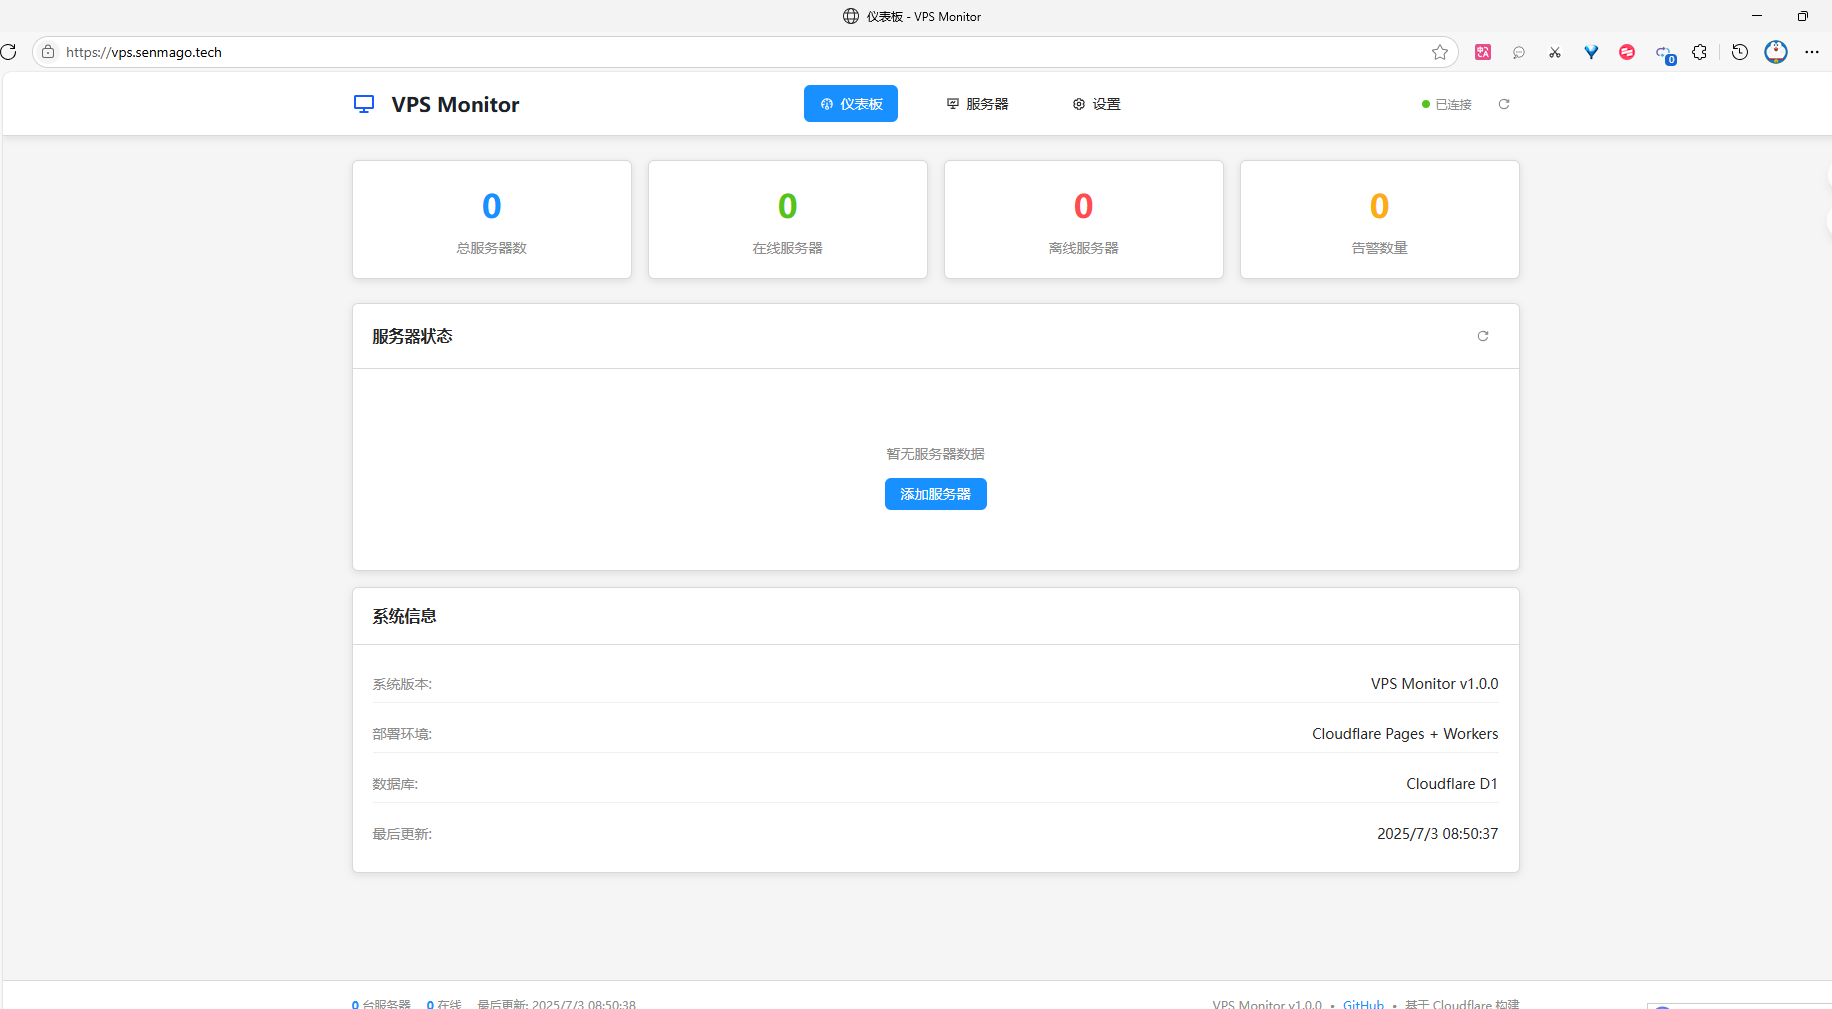 仪表板 - VPS Monitor
https://vps.senmago.tech
0
VPS Monitor
仪表板
服务器
设置
已连接
0
总服务器数
0
在线服务器
0
离线服务器
0
告警数量
服务器状态
暂无服务器数据
添加服务器
系统信息
系统版本:
VPS Monitor v1.0.0
部署环境:
Cloudflare Pages + Workers
数据库:
Cloudflare D1
最后更新:
2025/7/3 08:50:37
0 台服务器 0 在线 最后更新: 2025/7/3 08:50:38
VPS Monitor v1.0.0 • GitHub • 基于 Cloudflare 构建